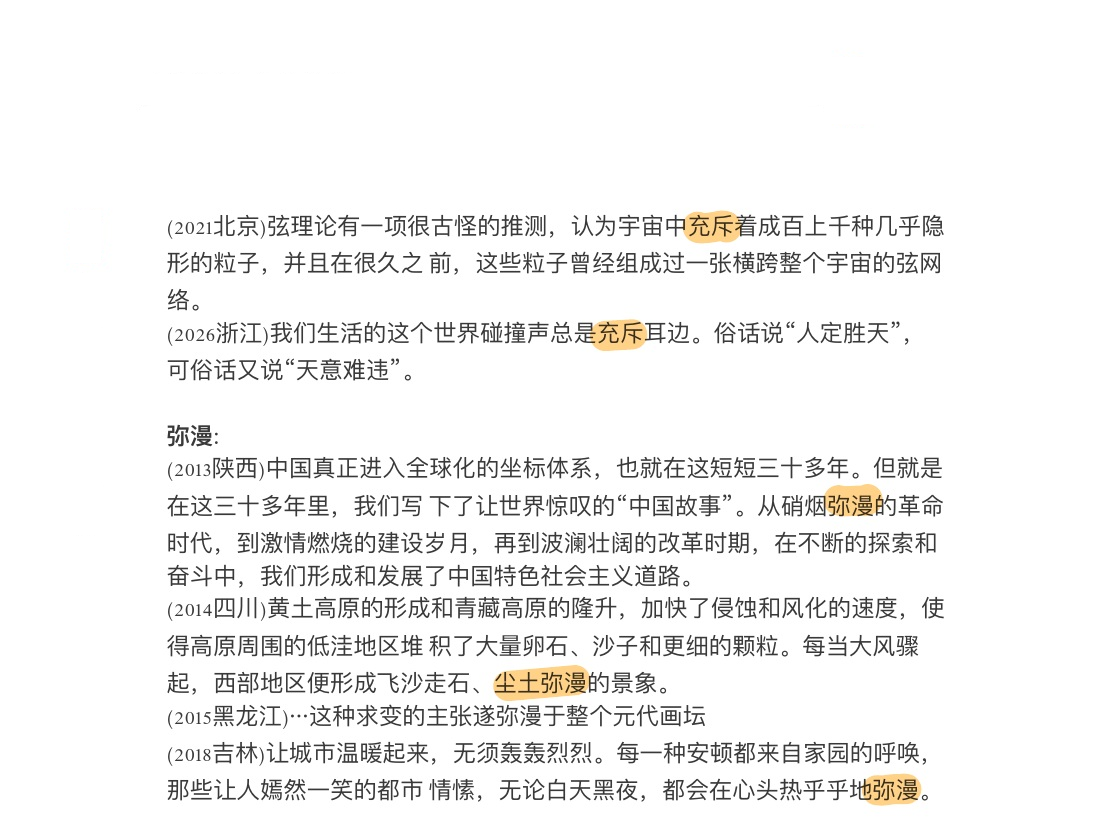 (2021北京)弦理论有一项很古怪的推测，认为宇宙中充斥着成百上千种几乎隐
形的粒子，并且在很久之 前，这些粒子曾经组成过一张横跨整个宇宙的弦网
络。
(2026浙江)我们生活的这个世界碰撞声总是充斥耳边。俗话说“人定胜天”，
可俗话又说“天意难违”。
弥漫:
(2013陕西)中国真正进入全球化的坐标体系，也就在这短短三十多年。但就是
在这三十多年里，我们写 下了让世界惊叹的“中国故事”。从硝烟弥漫的革命
时代，到激情燃烧的建设岁月，再到波澜壮阔的改革时期，在不断的探索和
奋斗中，我们形成和发展了中国特色社会主义道路。
(2014四川)黄土高原的形成和青藏高原的隆升，加快了侵蚀和风化的速度，使
得高原周围的低洼地区堆 积了大量卵石、沙子和更细的颗粒。每当大风骤
起，西部地区便形成飞沙走石、尘土弥漫的景象。
(2015黑龙江)…这种求变的主张遂弥漫于整个元代画坛
(2018吉林)让城市温暖起来，无须轰轰烈烈。每一种安顿都来自家园的呼唤，
那些让人嫣然一笑的都市 情愫，无论白天黑夜，都会在心头热乎乎地弥漫。